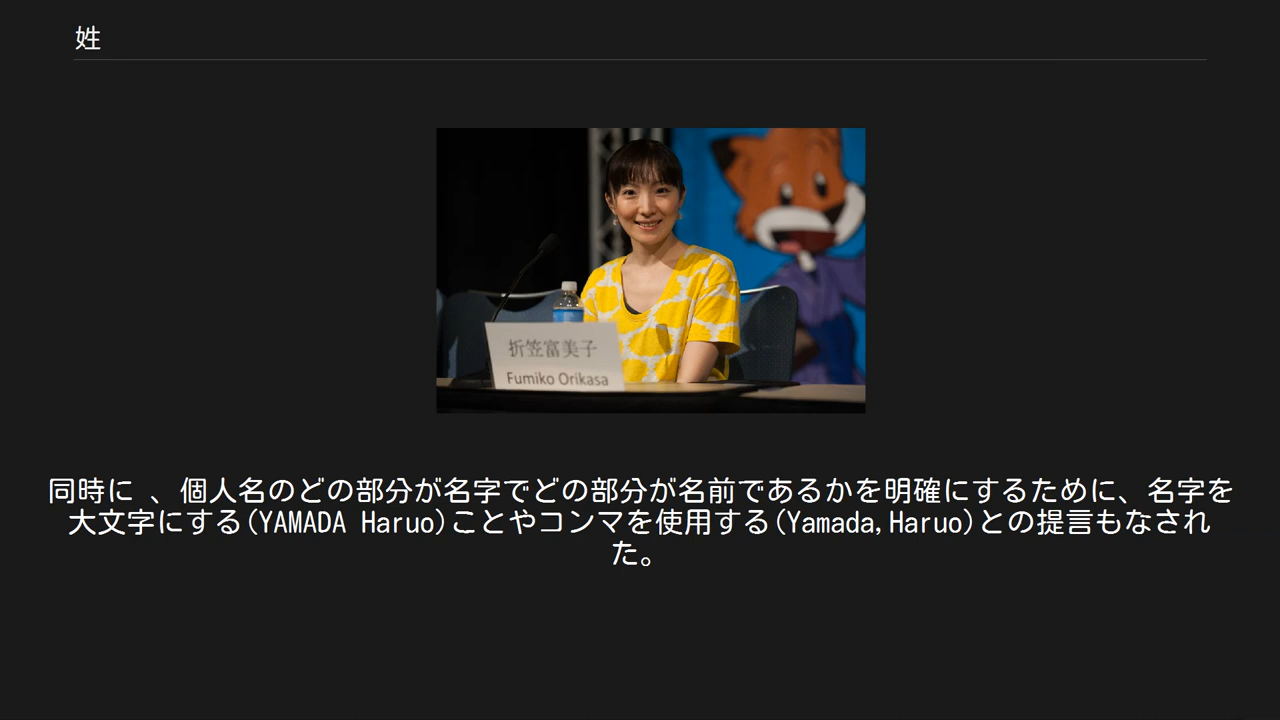 姓
折笠富美子
Fumiko Orikasa
同時に 、個人名のどの部分が名字でどの部分が名前であるかを明確にするために、名字を
大文字にする(YAMADA Haruo)ことやコンマを使用する(Yamada,Haruo)との提言もなされ
た。